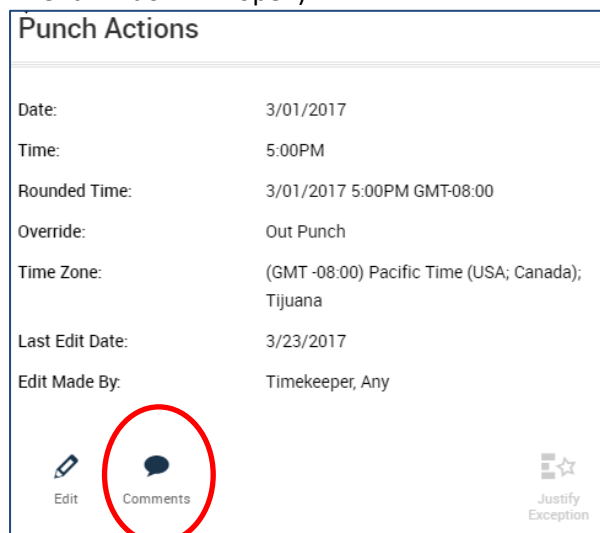 Punch Actions
Date: 3/01/2017
Time: 5:00PM
Rounded Time: 3/01/2017 5:00PM GMT-08:00
Override: Out Punch
Time Zone: (GMT -08:00) Pacific Time (USA; Canada);
Tijuana
Last Edit Date: 3/23/2017
Edit Made By: Timekeeper, Any
Edit Comments Justify
Exception